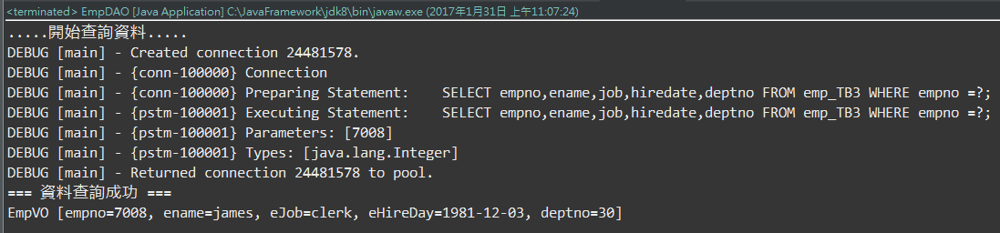 <terminated> EmpDAO [Java Application] C:\JavaFramework\jdk8\bin\javaw.exe (2017年1月31日 上午11:07:24)
.....開始查詢資料.....
DEBUG [main] - Created connection 24481578.
DEBUG [main] - {conn-100000} Connection
DEBUG [main] - {conn-100000} Preparing Statement:    SELECT empno,ename,job,hiredate,deptno FROM emp_TB3 WHERE empno =?;
DEBUG [main] - {pstm-100001} Executing Statement:    SELECT empno,ename,job,hiredate,deptno FROM emp_TB3 WHERE empno =?;
DEBUG [main] - {pstm-100001} Parameters: [7008]
DEBUG [main] - {pstm-100001} Types: [java.lang.Integer]
DEBUG [main] - Returned connection 24481578 to pool.
=== 資料查詢成功 ===
EmpVO [empno=7008, ename=james, eJob=clerk, eHireDay=1981-12-03, deptno=30]